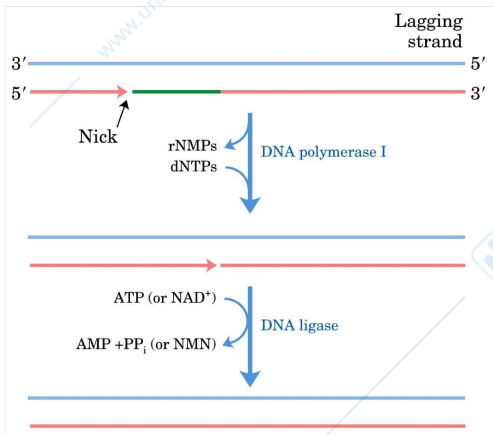 Lagging
strand
3′ 5′
5′ 3′
Nick
rNMPs
dNTPs
DNA polymerase I
ATP (or NAD⁺)
DNA ligase
AMP +PPᵢ (or NMN)